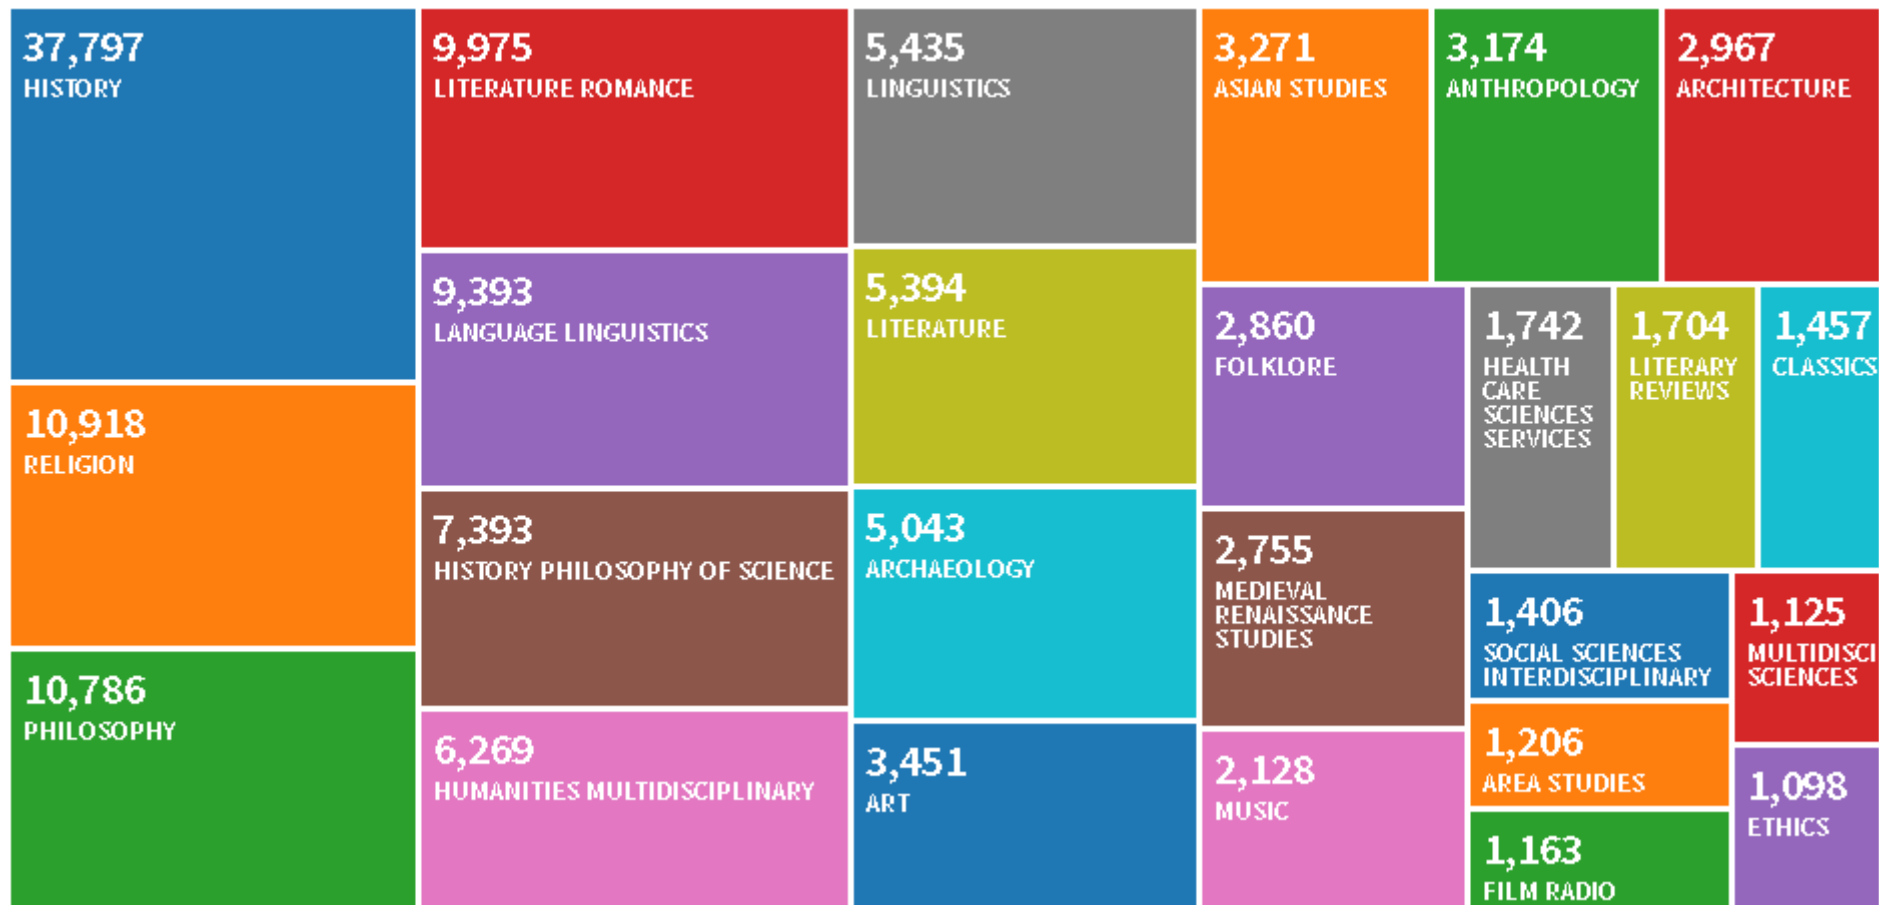 37,797
HISTORY
10,918
RELIGION
10,786
PHILOSOPHY
9,975
LITERATURE ROMANCE
9,393
LANGUAGE LINGUISTICS
7,393
HISTORY PHILOSOPHY OF SCIENCE
6,269
HUMANITIES MULTIDISCIPLINARY
5,435
LINGUISTICS
5,394
LITERATURE
5,043
ARCHAEOLOGY
3,451
ART
3,271
ASIAN STUDIES
3,174
ANTHROPOLOGY
2,967
ARCHITECTURE
2,860
FOLKLORE
2,755
MEDIEVAL
RENAISSANCE
STUDIES
2,128
MUSIC
1,742
HEALTH
CARE
SCIENCES
SERVICES
1,704
LITERARY
REVIEWS
1,457
CLASSICS
1,406
SOCIAL SCIENCES
INTERDISCIPLINARY
1,206
AREA STUDIES
1,163
FILM RADIO
1,125
MULTIDISCI
SCIENCES
1,098
ETHICS